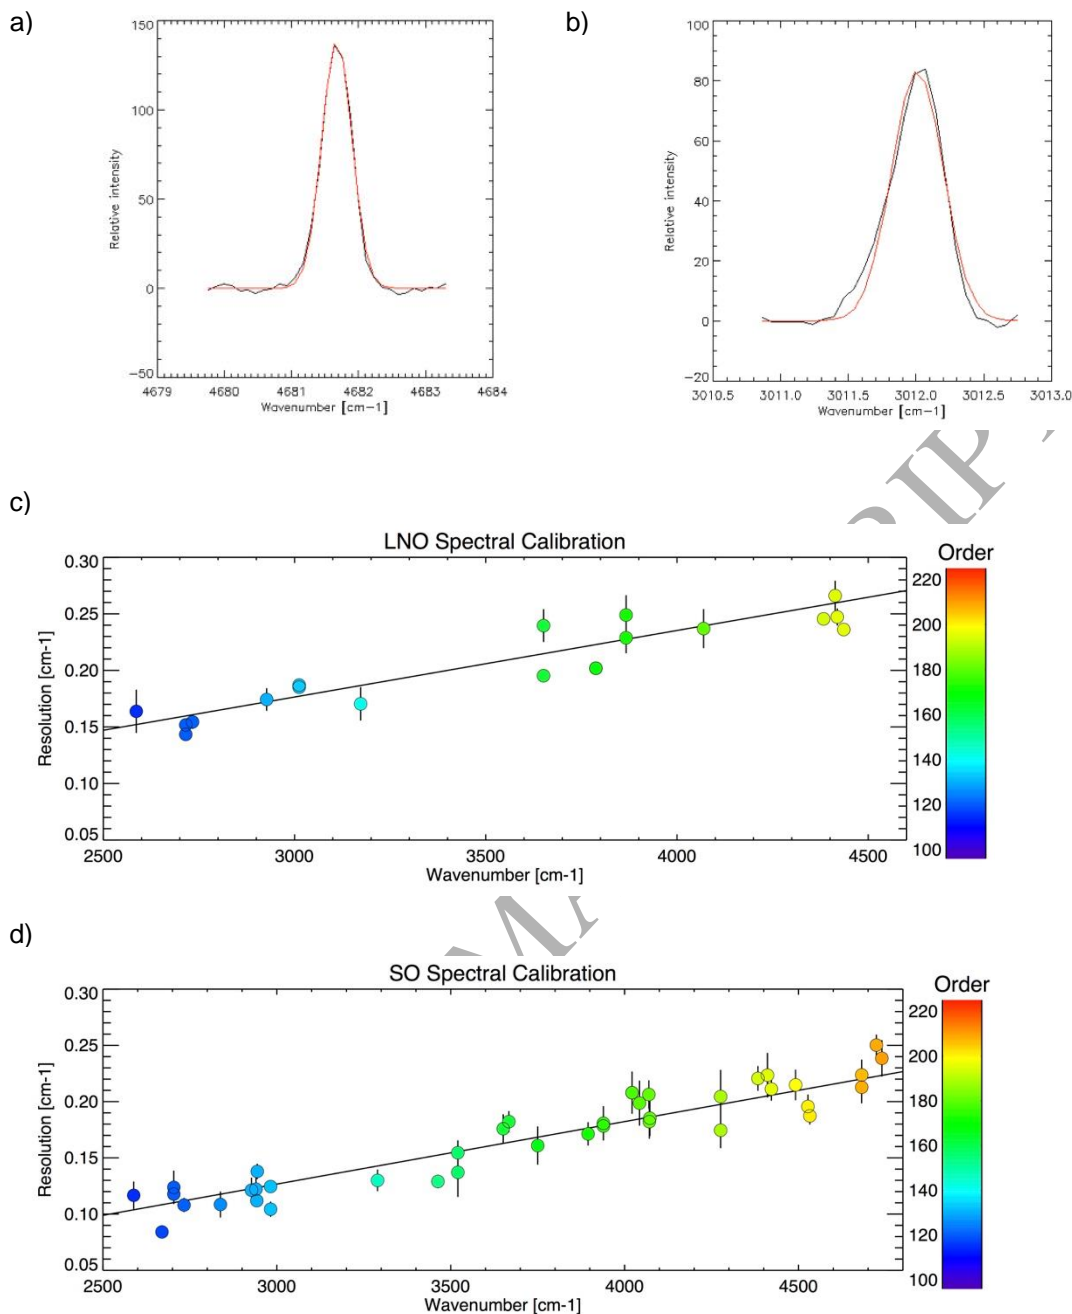 a)
150
100
50
0
−50
Relative intensity
4679 4680 4681 4682 4683 4684
Wavenumber [cm−1]
b)
100
80
60
40
20
0
−20
Relative intensity
3010.5 3011.0 3011.5 3012.0 3012.5 3013.0
Wavenumber [cm−1]
c)
LNO Spectral Calibration
0.30
0.25
0.20
0.15
0.10
0.05
Resolution [cm-1]
2500 3000 3500 4000 4500
Wavenumber [cm-1]
Order
220
200
180
160
140
120
100
d)
SO Spectral Calibration
0.30
0.25
0.20
0.15
0.10
0.05
Resolution [cm-1]
2500 3000 3500 4000 4500
Wavenumber [cm-1]
Order
220
200
180
160
140
120
100